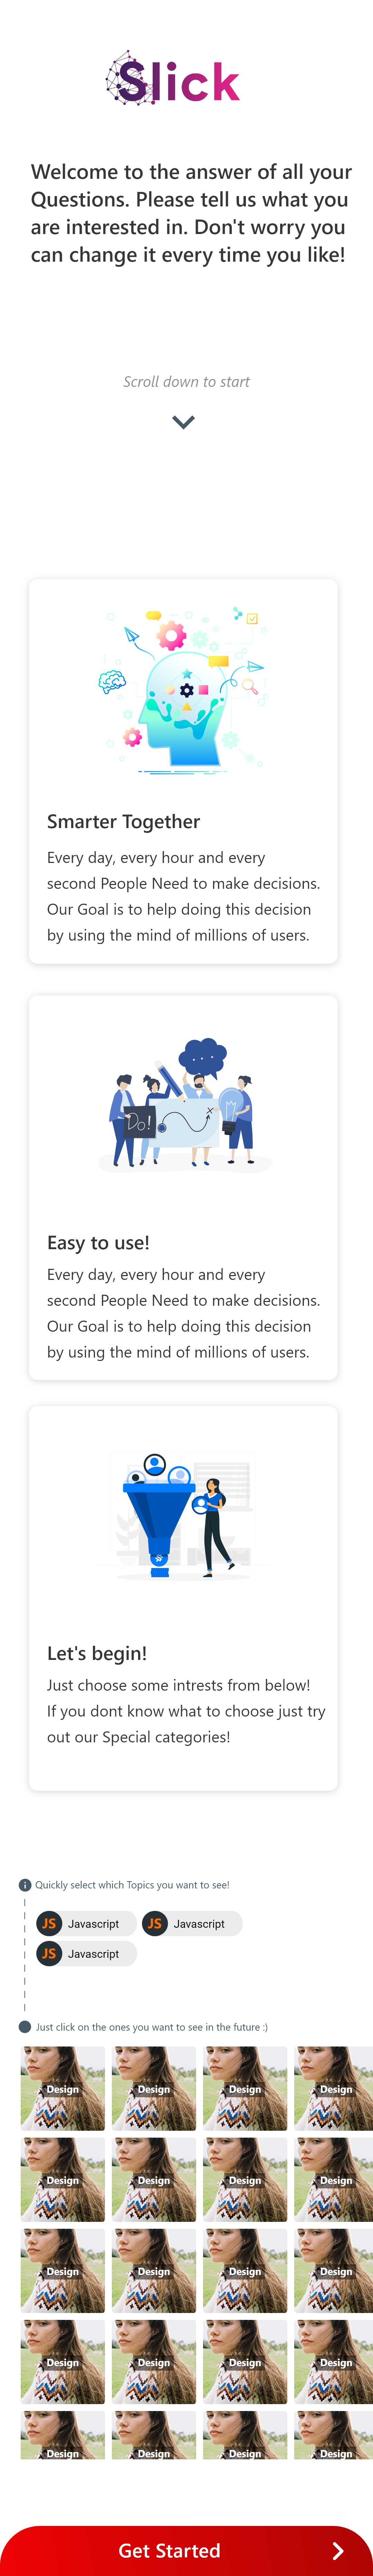 Slick
Welcome to the answer of all your
Questions. Please tell us what you
are interested in. Don't worry you
can change it every time you like!
Scroll down to start
Smarter Together
Every day, every hour and every
second People Need to make decisions.
Our Goal is to help doing this decision
by using the mind of millions of users.
Do!
Easy to use!
Every day, every hour and every
second People Need to make decisions.
Our Goal is to help doing this decision
by using the mind of millions of users.
Let's begin!
Just choose some intrests from below!
If you dont know what to choose just try
out our Special categories!
i Quickly select which Topics you want to see!
JS Javascript JS Javascript
JS Javascript
Just click on the ones you want to see in the future :)
Design Design Design Design
Design Design Design Design
Design Design Design Design
Design Design Design Design
Design Design Design Design
Get Started